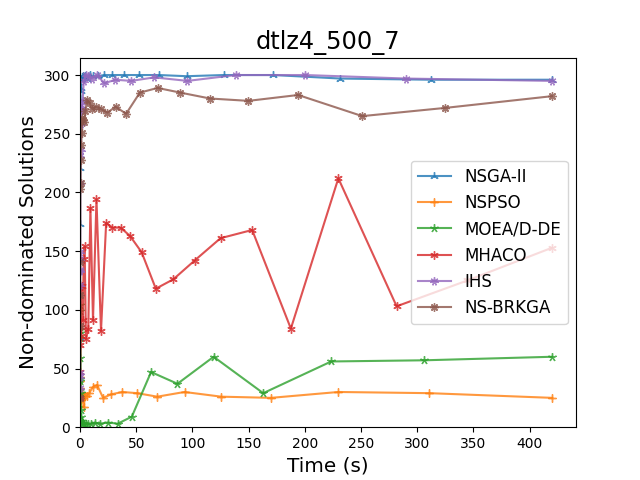 dtlz4_500_7
Non-dominated Solutions
300
250
200
150
100
50
0
0 50 100 150 200 250 300 350 400
Time (s)
NSGA-II
NSPSO
MOEA/D-DE
MHACO
IHS
NS-BRKGA